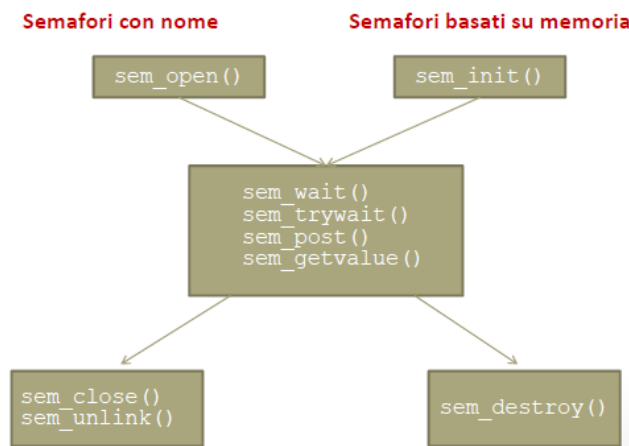 Semafori con nome
Semafori basati su memoria
sem_open()
sem_init()
sem_wait()
sem_trywait()
sem_post()
sem_getvalue()
sem_close()
sem_unlink()
sem_destroy()